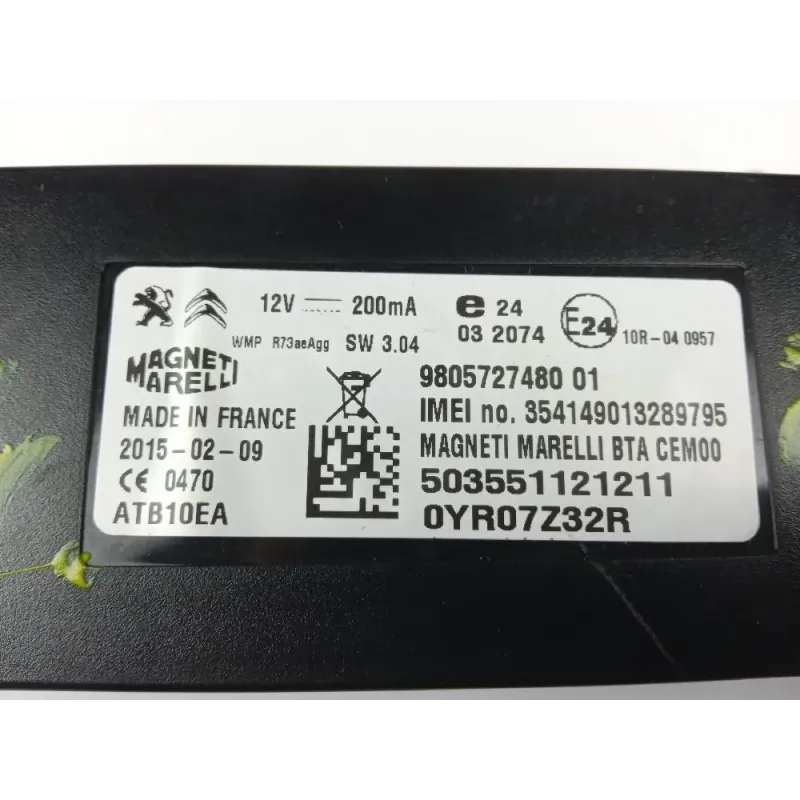 12V 200mA e 24
03 2074 E24 10R-04 0957
WMP R73aeAgg SW 3.04
MAGNETI
MARELLI
MADE IN FRANCE
2015-02-09
CE 0470
ATB10EA
9805727480 01
IMEI no. 354149013289795
MAGNETI MARELLI BTA CEM00
503551121211
0YR07Z32R